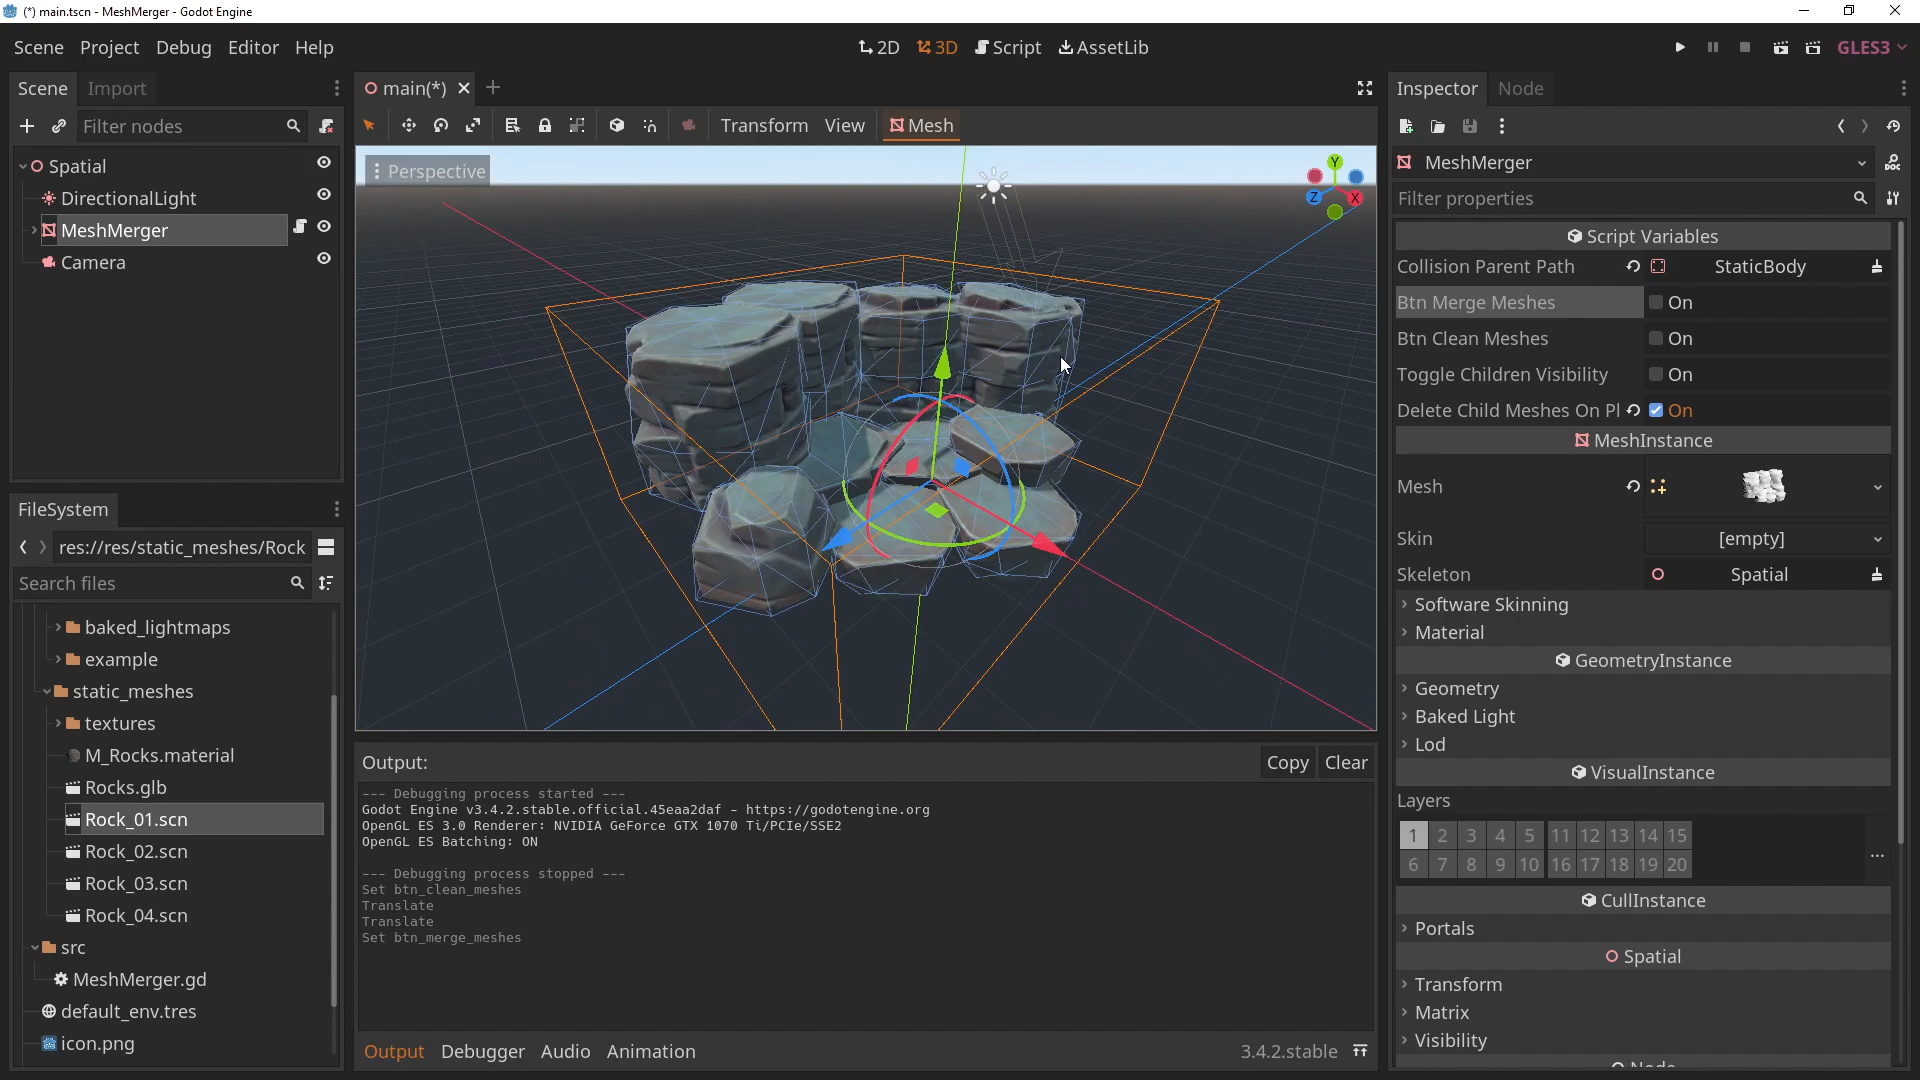 (*) main.tscn - MeshMerger - Godot Engine
Scene Project Debug Editor Help
2D 3D Script AssetLib
GLES3
Scene Import
Filter nodes
Spatial
DirectionalLight
MeshMerger
Camera
FileSystem
res://res/static_meshes/Rock
Search files
baked_lightmaps
example
static_meshes
textures
M_Rocks.material
Rocks.glb
Rock_01.scn
Rock_02.scn
Rock_03.scn
Rock_04.scn
src
MeshMerger.gd
default_env.tres
icon.png
main(*)
Transform View Mesh
Perspective
Y
Z
X
Output:
Copy Clear
--- Debugging process started ---
Godot Engine v3.4.2.stable.official.45eaa2daf - https://godotengine.org
OpenGL ES 3.0 Renderer: NVIDIA GeForce GTX 1070 Ti/PCIe/SSE2
OpenGL ES Batching: ON
--- Debugging process stopped ---
Set btn_clean_meshes
Translate
Translate
Set btn_merge_meshes
Output Debugger Audio Animation
3.4.2.stable
Inspector Node
MeshMerger
Filter properties
Script Variables
Collision Parent Path StaticBody
Btn Merge Meshes On
Btn Clean Meshes On
Toggle Children Visibility On
Delete Child Meshes On Pl On
MeshInstance
Mesh
Skin [empty]
Skeleton Spatial
Software Skinning
Material
GeometryInstance
Geometry
Baked Light
Lod
VisualInstance
Layers
1 2 3 4 5 11 12 13 14 15
6 7 8 9 10 16 17 18 19 20
...
CullInstance
Portals
Spatial
Transform
Matrix
Visibility